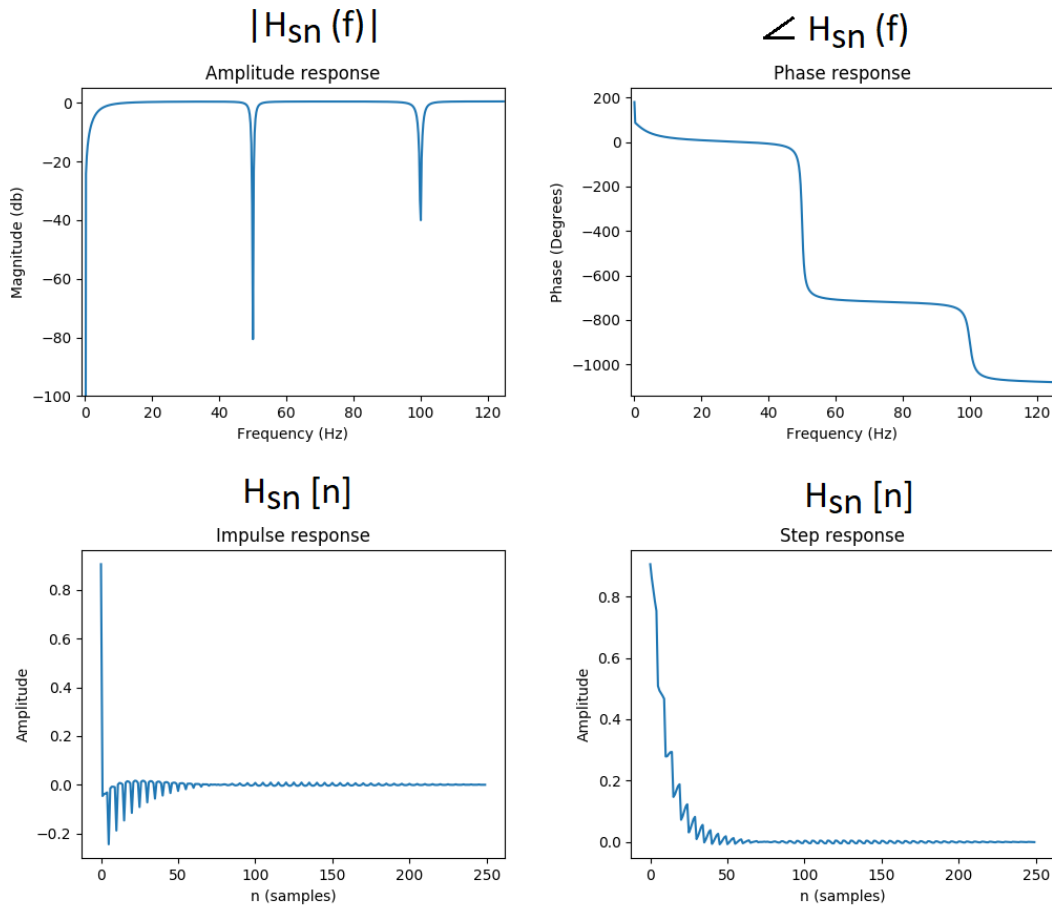 |Hsn (f)|
∠ Hsn (f)
Amplitude response
Phase response
0
−20
−40
−60
−80
−100
Magnitude (db)
0 20 40 60 80 100 120
Frequency (Hz)
200
0
−200
−400
−600
−800
−1000
Phase (Degrees)
0 20 40 60 80 100 120
Frequency (Hz)
Hsn [n]
Hsn [n]
Impulse response
Step response
0.8
0.6
0.4
0.2
0.0
−0.2
Amplitude
0 50 100 150 200 250
n (samples)
0.8
0.6
0.4
0.2
0.0
Amplitude
0 50 100 150 200 250
n (samples)